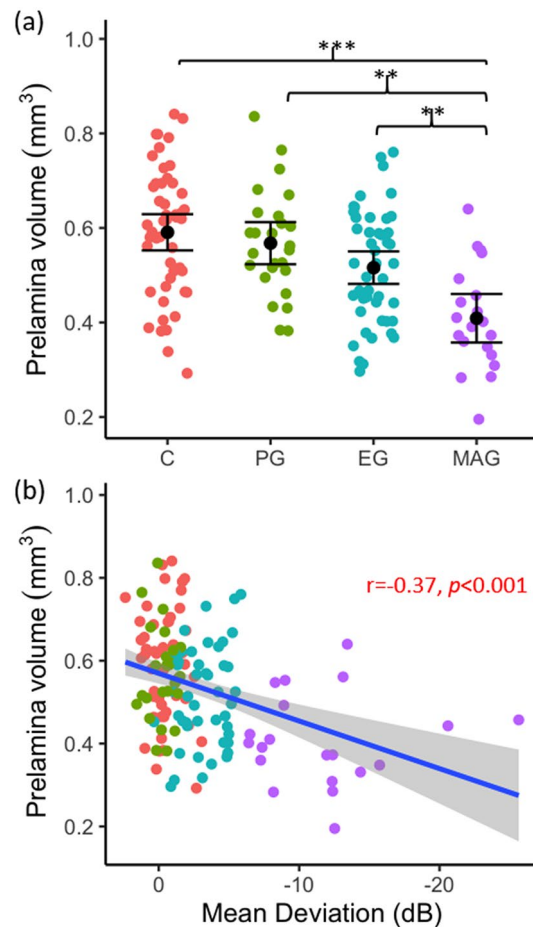 (a)
Prelamina volume (mm³)
1.0
0.8
0.6
0.4
0.2
***
**
**
C PG EG MAG
(b)
Prelamina volume (mm³)
1.0
0.8
0.6
0.4
0.2
r=-0.37, p<0.001
0 -10 -20
Mean Deviation (dB)